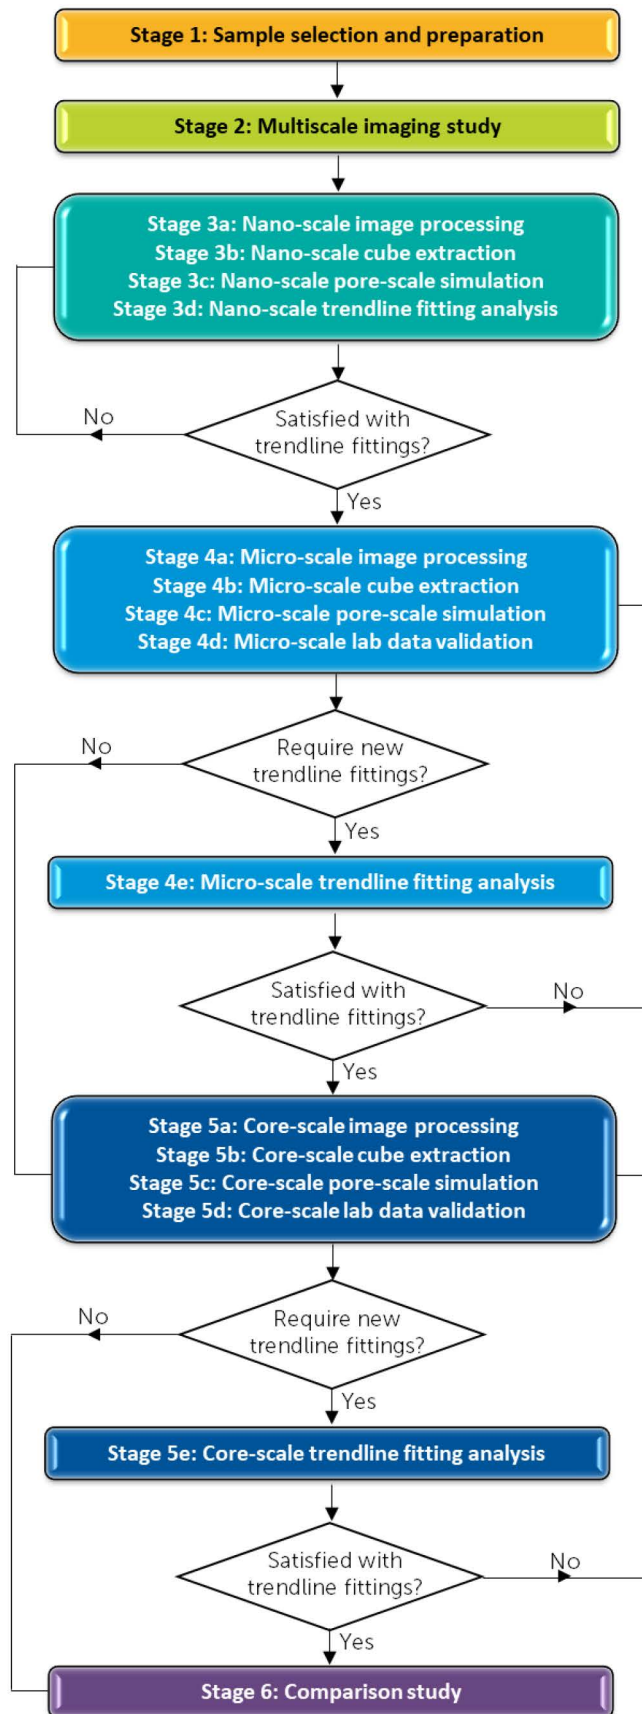 Stage 1: Sample selection and preparation
Stage 2: Multiscale imaging study
Stage 3a: Nano-scale image processing
Stage 3b: Nano-scale cube extraction
Stage 3c: Nano-scale pore-scale simulation
Stage 3d: Nano-scale trendline fitting analysis
No
Satisfied with
trendline fittings?
Yes
Stage 4a: Micro-scale image processing
Stage 4b: Micro-scale cube extraction
Stage 4c: Micro-scale pore-scale simulation
Stage 4d: Micro-scale lab data validation
No
Require new
trendline fittings?
Yes
Stage 4e: Micro-scale trendline fitting analysis
Satisfied with
trendline fittings?
No
Yes
Stage 5a: Core-scale image processing
Stage 5b: Core-scale cube extraction
Stage 5c: Core-scale pore-scale simulation
Stage 5d: Core-scale lab data validation
No
Require new
trendline fittings?
Yes
Stage 5e: Core-scale trendline fitting analysis
Satisfied with
trendline fittings?
No
Yes
Stage 6: Comparison study